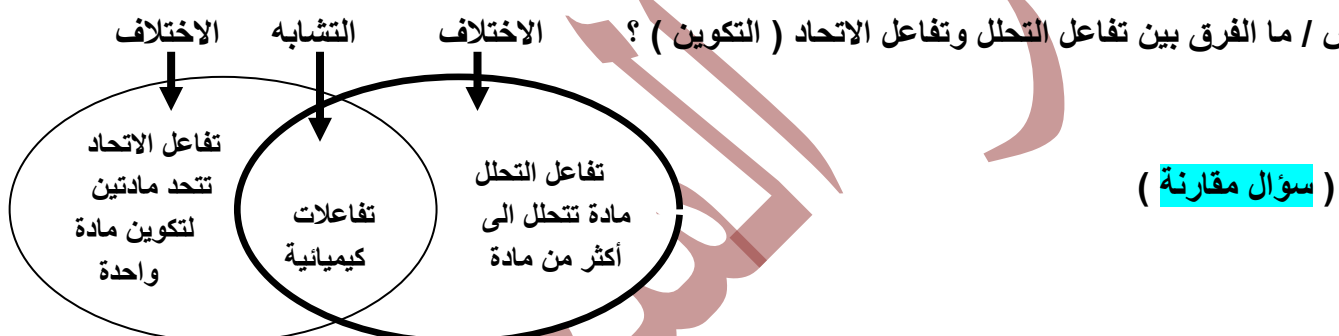 س / ما الفرق بين تفاعل التحلل وتفاعل الاتحاد ( التكوين ) ؟
الاختلاف
التشابه
الاختلاف
( سؤال مقارنة )
تفاعل التحلل
مادة تتحلل الى
أكثر من مادة
تفاعلات
كيميائية
تفاعل الاتحاد
تتحد مادتين
لتكوين مادة
واحدة